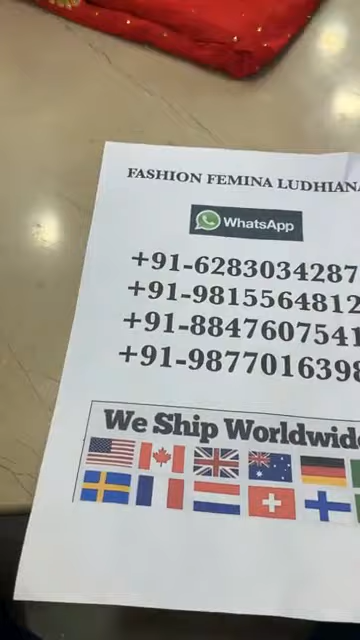 FASHION FEMINA LUDHIANA
WhatsApp
+91-6283034287
+91-9815564812
+91-8847607541
+91-9877016398
We Ship Worldwide